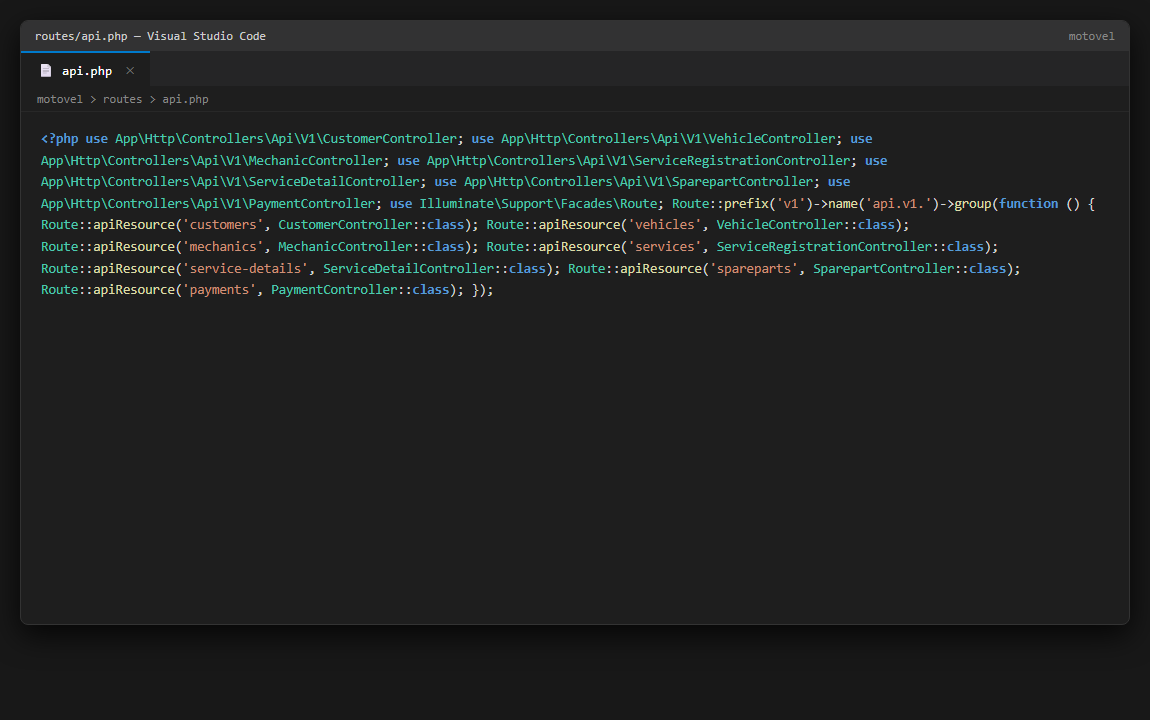 routes/api.php — Visual Studio Code
motovel
api.php ×
motovel > routes > api.php
<?php use App\Http\Controllers\Api\V1\CustomerController; use App\Http\Controllers\Api\V1\VehicleController; use
App\Http\Controllers\Api\V1\MechanicController; use App\Http\Controllers\Api\V1\ServiceRegistrationController; use
App\Http\Controllers\Api\V1\ServiceDetailController; use App\Http\Controllers\Api\V1\SparepartController; use
App\Http\Controllers\Api\V1\PaymentController; use Illuminate\Support\Facades\Route; Route::prefix('v1')->name('api.v1.')->group(function () {
Route::apiResource('customers', CustomerController::class); Route::apiResource('vehicles', VehicleController::class);
Route::apiResource('mechanics', MechanicController::class); Route::apiResource('services', ServiceRegistrationController::class);
Route::apiResource('service-details', ServiceDetailController::class); Route::apiResource('spareparts', SparepartController::class);
Route::apiResource('payments', PaymentController::class); });